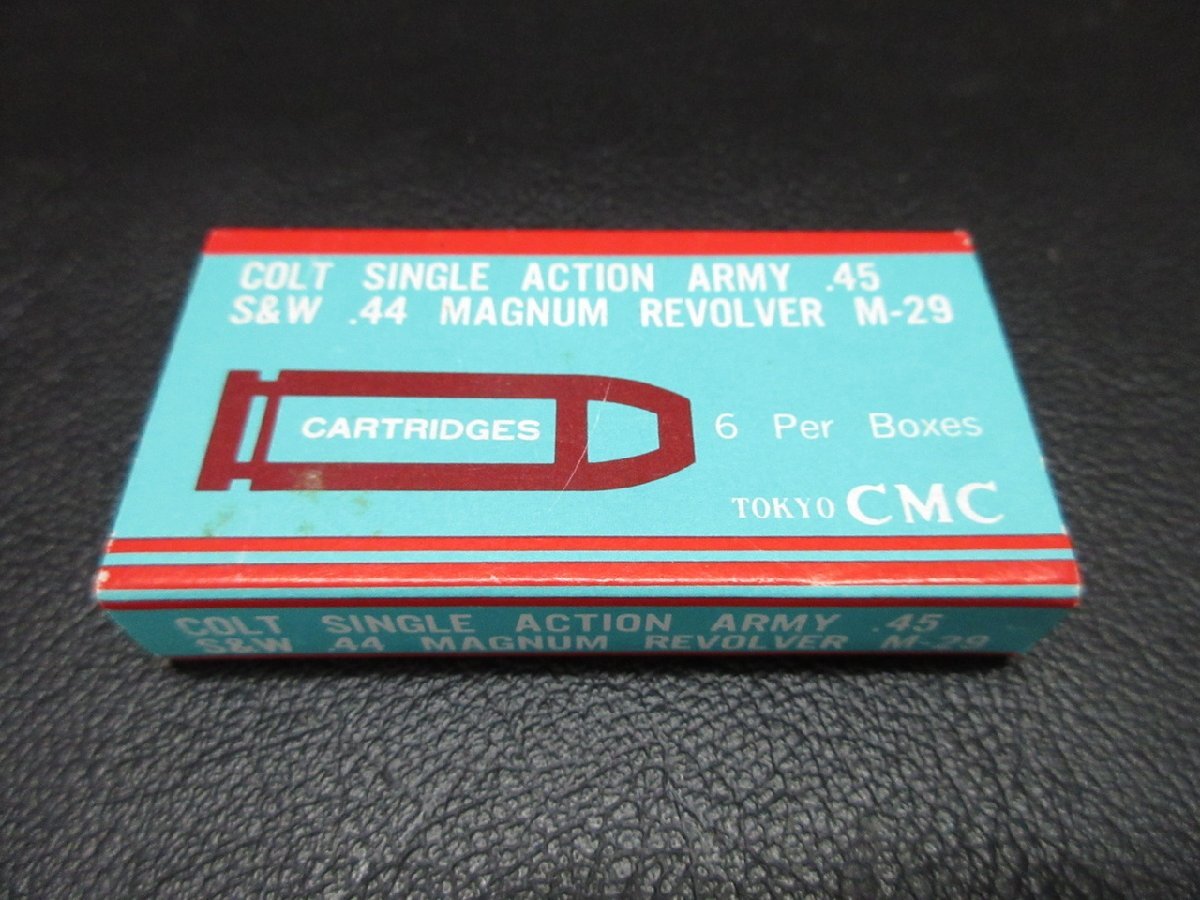 COLT SINGLE ACTION ARMY .45
S&W .44 MAGNUM REVOLVER M-29
CARTRIDGES
6 Per Boxes
TOKYO CMC
COLT SINGLE ACTION ARMY .45
S&W .44 MAGNUM REVOLVER M-29